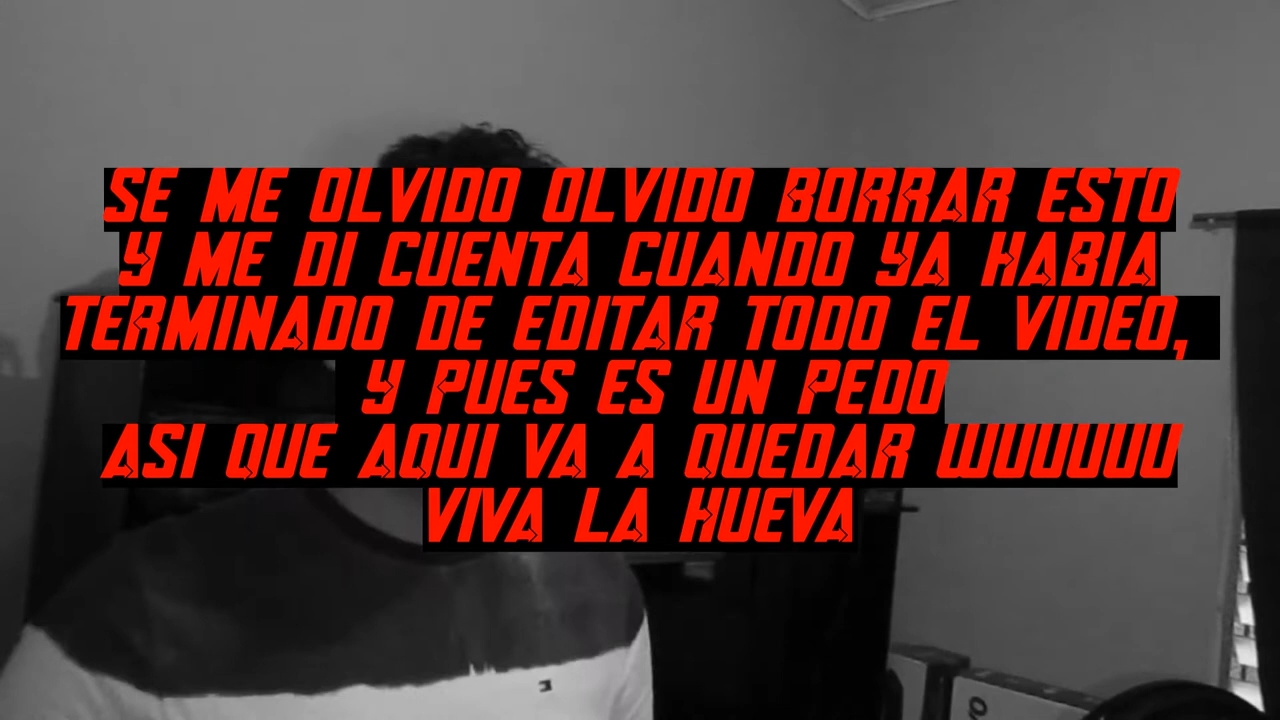 SE ME OLVIDO OLVIDO BORRAR ESTO
Y ME DI CUENTA CUANDO YA HABIA
TERMINADO DE EDITAR TODO EL VIDEO,
Y PUES ES UN PEDO
ASI QUE AQUI VA A QUEDAR WUUUUU
VIVA LA HUEVA